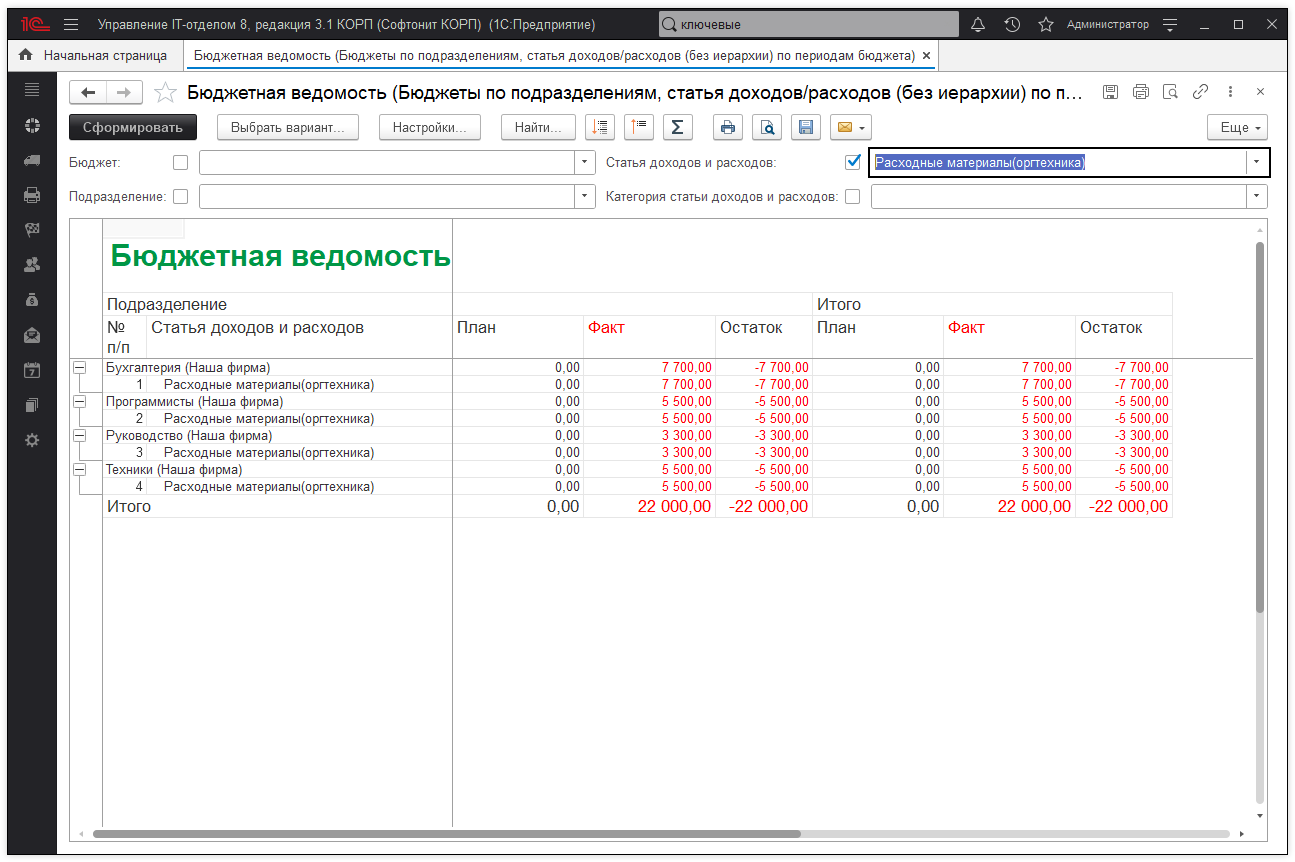 1С Управление IT-отделом 8, редакция 3.1 КОРП (Софтонит КОРП) (1С:Предприятие) ключевые Администратор
Начальная страница Бюджетная ведомость (Бюджеты по подразделениям, статья доходов/расходов (без иерархии) по периодам бюджета) ×
Бюджетная ведомость (Бюджеты по подразделениям, статья доходов/расходов (без иерархии) по п...
Сформировать Выбрать вариант... Настройки... Найти... Σ Еще
Бюджет: Статья доходов и расходов: Расходные материалы(оргтехника)
Подразделение: Категория статьи доходов и расходов:
7
Бюджетная ведомость
Подразделение Итого
№ п/п Статья доходов и расходов План Факт Остаток План Факт Остаток
Бухгалтерия (Наша фирма) 0,00 7 700,00 -7 700,00 0,00 7 700,00 -7 700,00
1 Расходные материалы(оргтехника) 0,00 7 700,00 -7 700,00 0,00 7 700,00 -7 700,00
Программисты (Наша фирма) 0,00 5 500,00 -5 500,00 0,00 5 500,00 -5 500,00
2 Расходные материалы(оргтехника) 0,00 5 500,00 -5 500,00 0,00 5 500,00 -5 500,00
Руководство (Наша фирма) 0,00 3 300,00 -3 300,00 0,00 3 300,00 -3 300,00
3 Расходные материалы(оргтехника) 0,00 3 300,00 -3 300,00 0,00 3 300,00 -3 300,00
Техники (Наша фирма) 0,00 5 500,00 -5 500,00 0,00 5 500,00 -5 500,00
4 Расходные материалы(оргтехника) 0,00 5 500,00 -5 500,00 0,00 5 500,00 -5 500,00
Итого 0,00 22 000,00 -22 000,00 0,00 22 000,00 -22 000,00